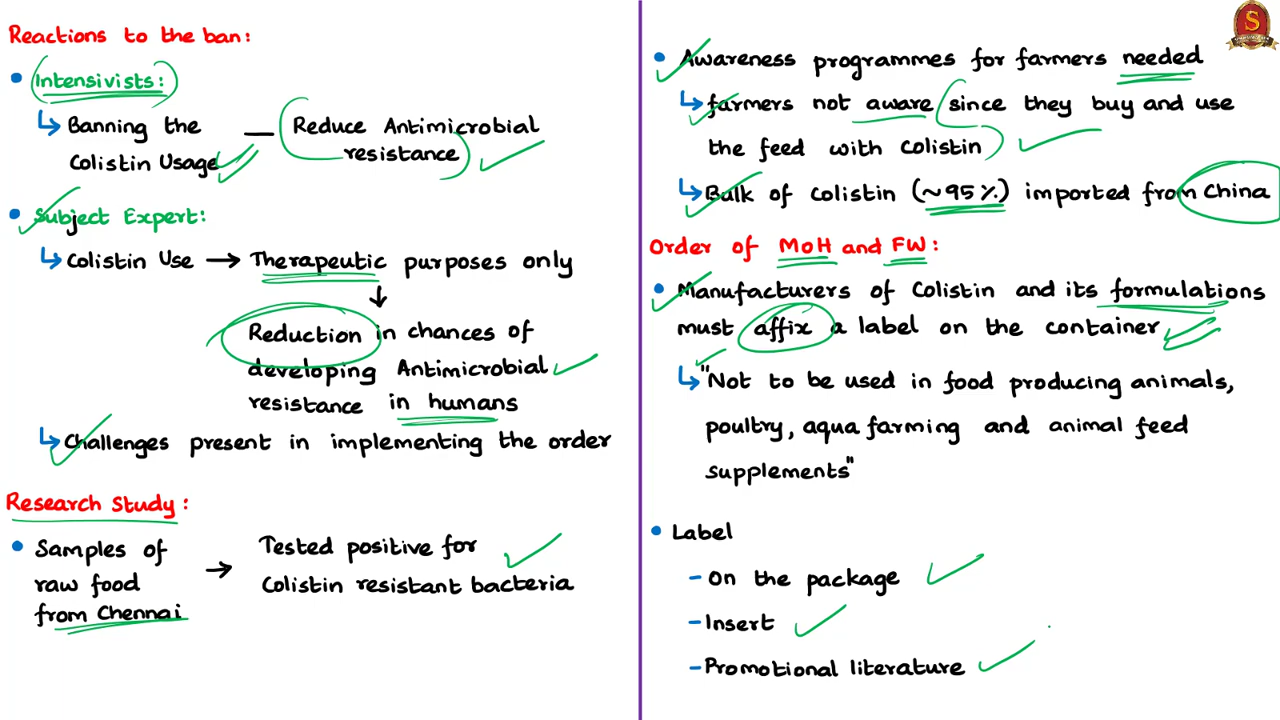 Reactions to the ban:
• Intensivists:
↳ Banning the
Colistin Usage — Reduce Antimicrobial
resistance
• Subject Expert:
↳ Colistin Use → Therapeutic purposes only
↓
Reduction in chances of
developing Antimicrobial
resistance in humans
↳ Challenges present in implementing the order
Research Study:
• Samples of
raw food
from Chennai
→ Tested positive for
Colistin resistant bacteria
• Awareness programmes for farmers needed
↳ farmers not aware since they buy and use
the feed with Colistin
↳ Bulk of colistin (~95%) imported from China
Order of MoH and FW:
• Manufacturers of Colistin and its formulations
must affix a label on the container
↳ "Not to be used in food producing animals,
poultry, aqua farming and animal feed
supplements"
• Label
- On the package
- Insert
- Promotional literature